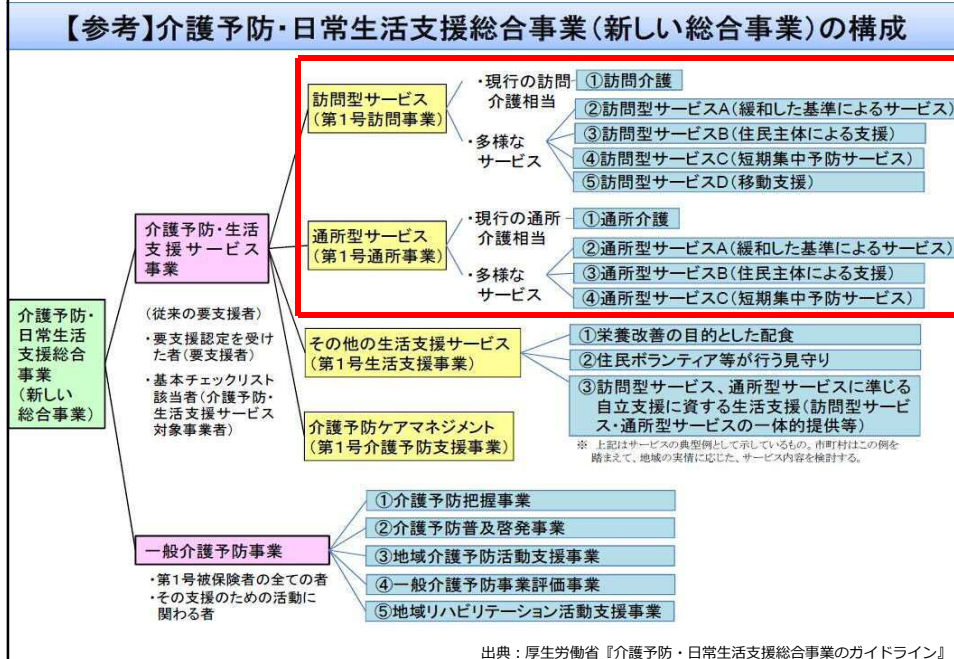 【参考】介護予防・日常生活支援総合事業(新しい総合事業)の構成
介護予防・
日常生活
支援総合
事業
(新しい
総合事業)
介護予防・生活
支援サービス
事業
(従来の要支援者)
・要支援認定を受け
た者(要支援者)
・基本チェックリスト
該当者(介護予防・
生活支援サービス
対象事業者)
訪問型サービス
(第1号訪問事業)
・現行の訪問
介護相当
①訪問介護
・多様な
サービス
②訪問型サービスA(緩和した基準によるサービス)
③訪問型サービスB(住民主体による支援)
④訪問型サービスC(短期集中予防サービス)
⑤訪問型サービスD(移動支援)
通所型サービス
(第1号通所事業)
・現行の通所
介護相当
①通所介護
・多様な
サービス
②通所型サービスA(緩和した基準によるサービス)
③通所型サービスB(住民主体による支援)
④通所型サービスC(短期集中予防サービス)
その他の生活支援サービス
(第1号生活支援事業)
①栄養改善の目的とした配食
②住民ボランティア等が行う見守り
③訪問型サービス、通所型サービスに準じる
自立支援に資する生活支援(訪問型サービ
ス・通所型サービスの一体的提供等)
※ 上記はサービスの典型例として示しているもの。市町村はこの例を
踏まえて、地域の実情に応じた、サービス内容を検討する。
介護予防ケアマネジメント
(第1号介護予防支援事業)
一般介護予防事業
・第1号被保険者の全ての者
・その支援のための活動に
関わる者
①介護予防把握事業
②介護予防普及啓発事業
③地域介護予防活動支援事業
④一般介護予防事業評価事業
⑤地域リハビリテーション活動支援事業
出典:厚生労働省『介護予防・日常生活支援総合事業のガイドライン』